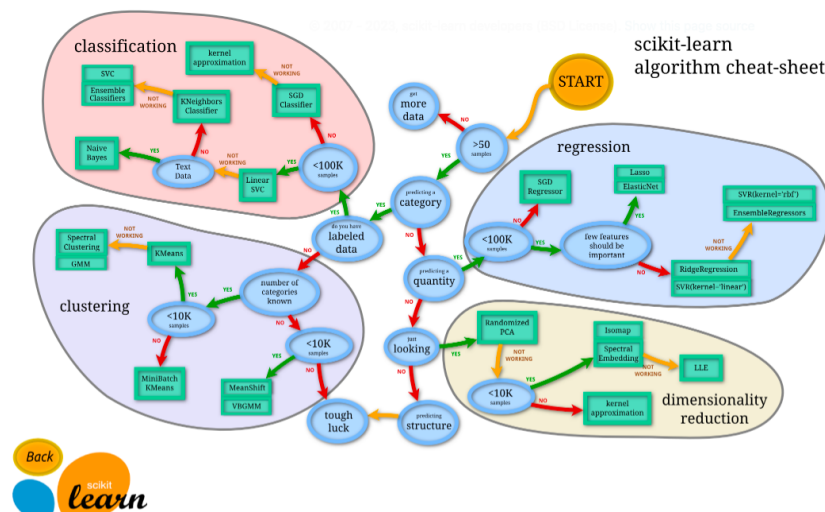 scikit-learn
algorithm cheat-sheet
START
classification
kernel
approximation
NOT
WORKING
SVC
Ensemble
Classifiers
NOT
WORKING
KNeighbors
Classifier
SGD
Classifier
NO
Naive
Bayes
YES
Text
Data
NO
NOT
WORKING
Linear
SVC
YES
<100K
samples
get
more
data
NO
>50
samples
YES
predicting a
category
YES
NO
do you have
labeled
data
YES
NO
regression
SGD
Regressor
NO
<100K
samples
YES
few features
should be
important
YES
Lasso
ElasticNet
NO
SVR(kernel='rbf')
EnsembleRegressors
NOT
WORKING
RidgeRegression
SVR(kernel='linear')
predicting a
quantity
YES
NO
clustering
Spectral
Clustering
GMM
NOT
WORKING
KMeans
YES
<10K
samples
NO
MiniBatch
KMeans
YES
number of
categories
known
NO
<10K
samples
YES
NO
MeanShift
VBGMM
tough
luck
just
looking
YES
NO
predicting
structure
dimensionality
reduction
Randomized
PCA
NOT
WORKING
<10K
samples
YES
NO
Isomap
Spectral
Embedding
NOT
WORKING
LLE
kernel
approximation
Back
scikit
learn